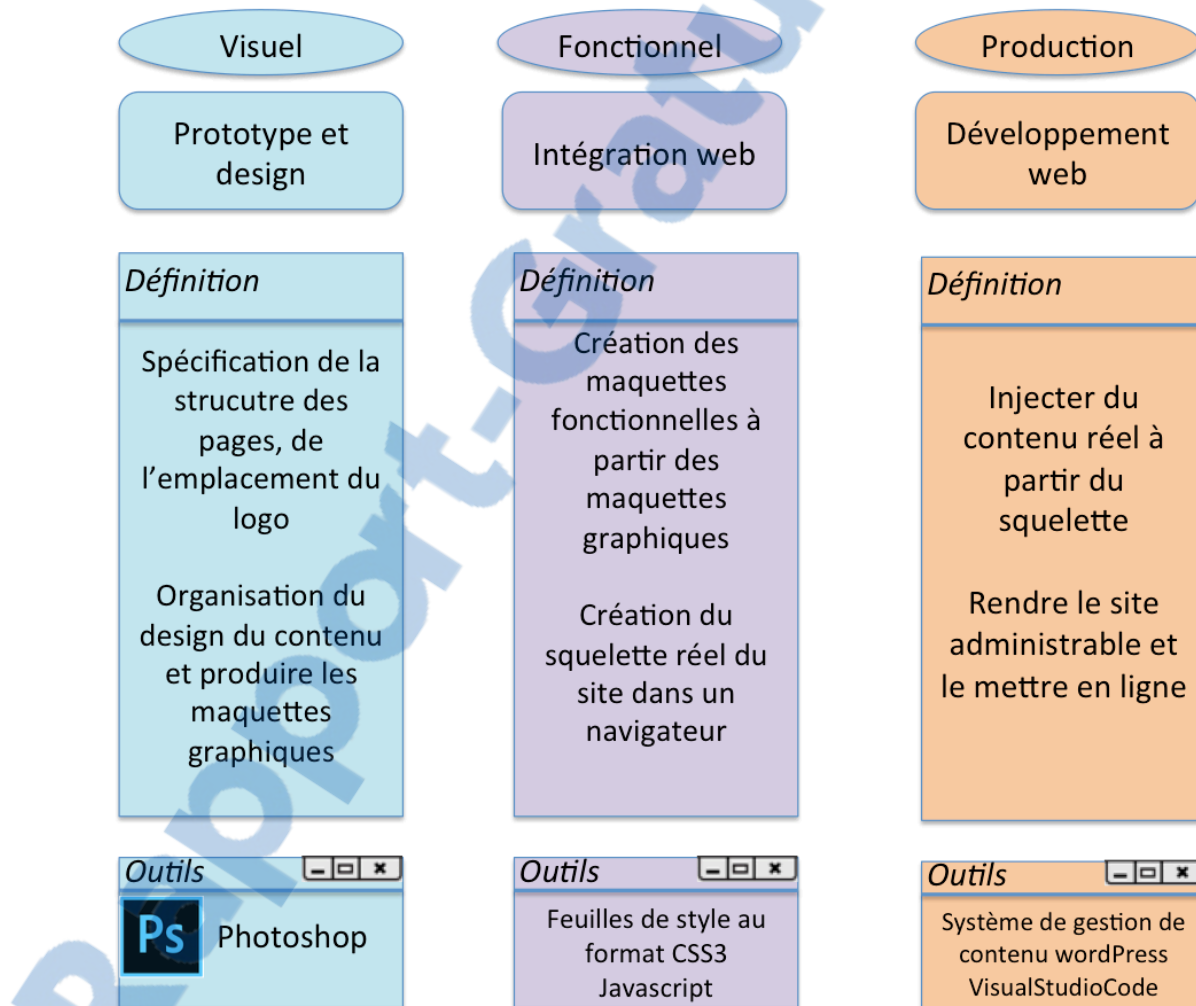 Visuel
Prototype et
design
Définition
Spécification de la
strucutre des
pages, de
l’emplacement du
logo
Organisation du
design du contenu
et produire les
maquettes
graphiques
Outils
Ps
Photoshop
Fonctionnel
Intégration web
Définition
Création des
maquettes
fonctionnelles à
partir des
maquettes
graphiques
Création du
squelette réel du
site dans un
navigateur
Outils
Feuilles de style au
format CSS3
Javascript
Production
Développement
web
Définition
Injecter du
contenu réel à
partir du
squelette
Rendre le site
administrable et
le mettre en ligne
Outils
Système de gestion de
contenu wordPress
VisualStudioCode
Rapport-Gratu